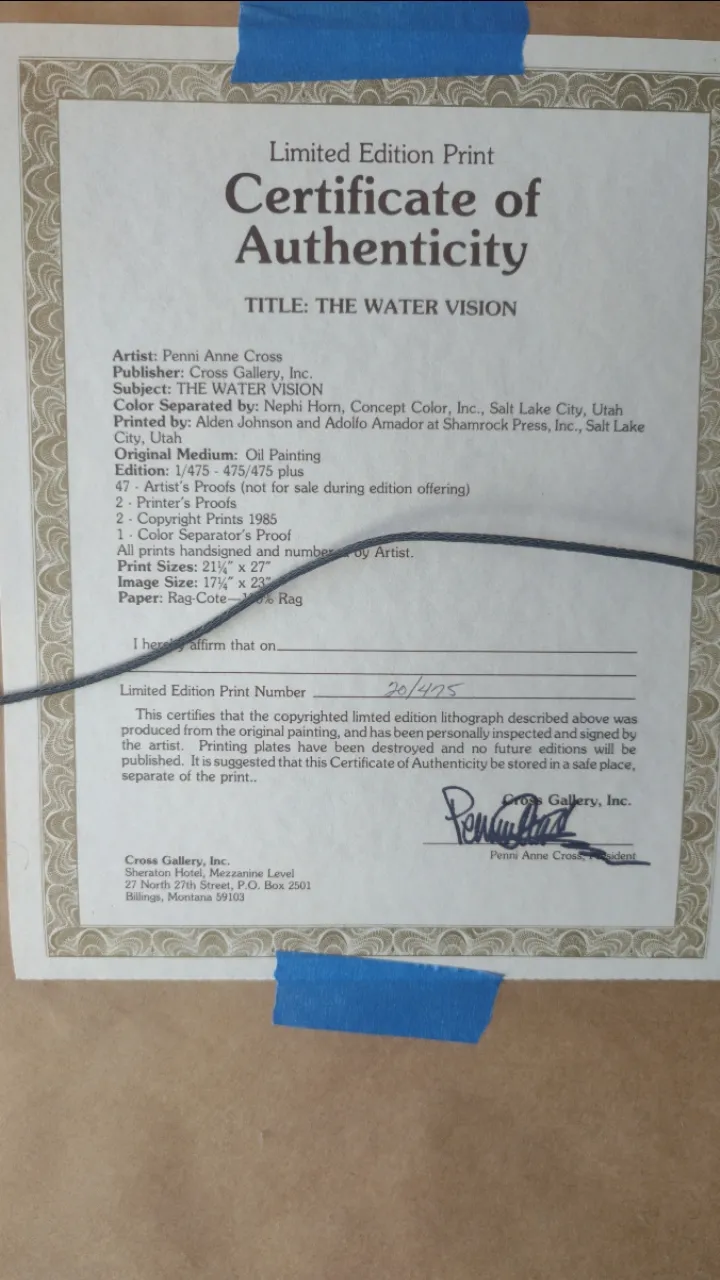 Limited Edition Print
Certificate of
Authenticity
TITLE: THE WATER VISION
Artist: Penni Anne Cross
Publisher: Cross Gallery, Inc.
Subject: THE WATER VISION
Color Separated by: Nephi Horn, Concept Color, Inc., Salt Lake City, Utah
Printed by: Alden Johnson and Adolfo Amador at Shamrock Press, Inc., Salt Lake
City, Utah
Original Medium: Oil Painting
Edition: 1/475 - 475/475 plus
47 - Artist's Proofs (not for sale during edition offering)
2 - Printer's Proofs
2 - Copyright Prints 1985
1 - Color Separator's Proof
All prints handsigned and numbered by Artist.
Print Sizes: 21¼" x 27"
Image Size: 17¼" x 23"
Paper: Rag-Cote—100% Rag
I hereby affirm that on
Limited Edition Print Number 20/475
This certifies that the copyrighted limted edition lithograph described above was
produced from the original painting, and has been personally inspected and signed by
the artist. Printing plates have been destroyed and no future editions will be
published. It is suggested that this Certificate of Authenticity be stored in a safe place,
separate of the print..
Cross Gallery, Inc.
Penni Anne Cross, President
Cross Gallery, Inc.
Sheraton Hotel, Mezzanine Level
27 North 27th Street, P.O. Box 2501
Billings, Montana 59103